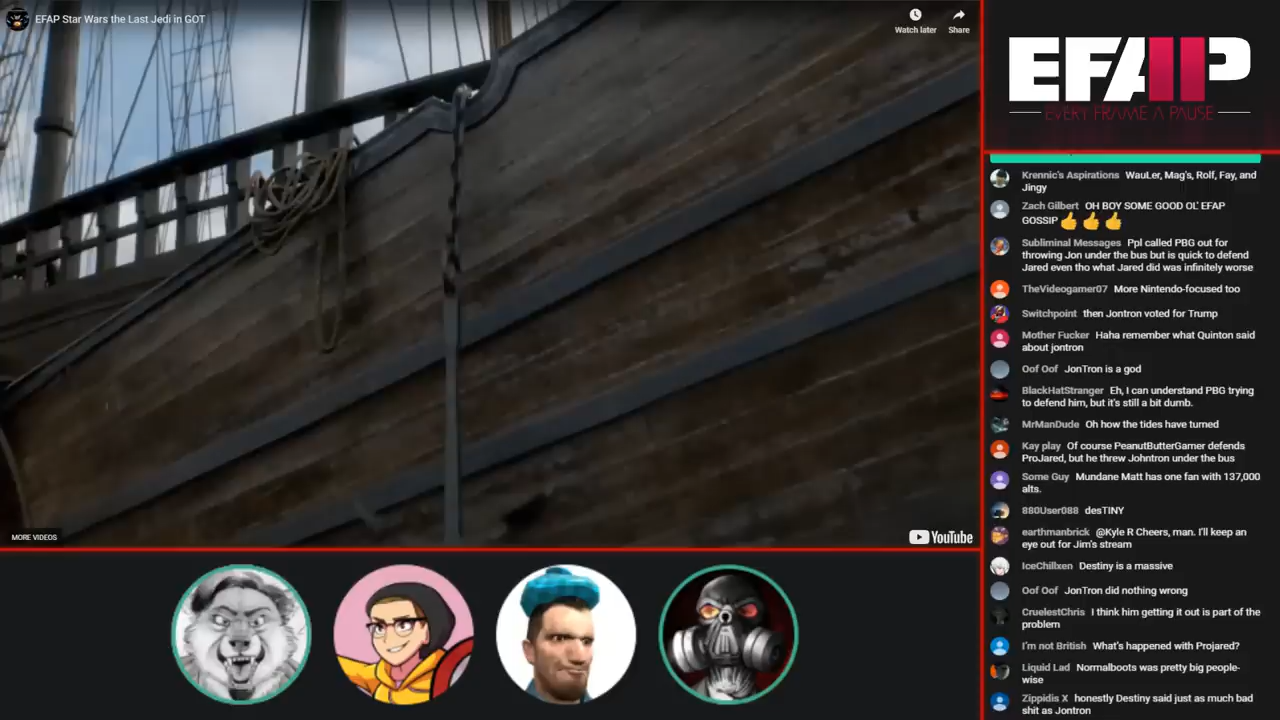 EFAP Star Wars the Last Jedi in GOT
Watch later
Share
MORE VIDEOS
YouTube
EFAP
EVERY FRAME A PAUSE
Krennic's Aspirations WauLer, Mag's, Rolf, Fay, and
Jingy
Zach Gilbert OH BOY SOME GOOD OL' EFAP
GOSSIP 👍 👍 👍
Subliminal Messages Ppl called PBG out for
throwing Jon under the bus but is quick to defend
Jared even tho what Jared did was infinitely worse
TheVideogamer07 More Nintendo-focused too
Switchpoint then Jontron voted for Trump
Mother Fucker Haha remember what Quinton said
about jontron
Oof Oof JonTron is a god
BlackHatStranger Eh, I can understand PBG trying
to defend him, but it's still a bit dumb.
MrManDude Oh how the tides have turned
Kay play Of course PeanutButterGamer defends
ProJared, but he threw Johntron under the bus
Some Guy Mundane Matt has one fan with 137,000
alts.
880User088 desTINY
earthmanbrick @Kyle R Cheers, man. I'll keep an
eye out for Jim's stream
IceChillxen Destiny is a massive
Oof Oof JonTron did nothing wrong
CruelestChris I think him getting it out is part of the
problem
I'm not British What's happened with Projared?
Liquid Lad Normalboots was pretty big people-
wise
Zippidis X honestly Destiny said just as much bad
shit as Jontron